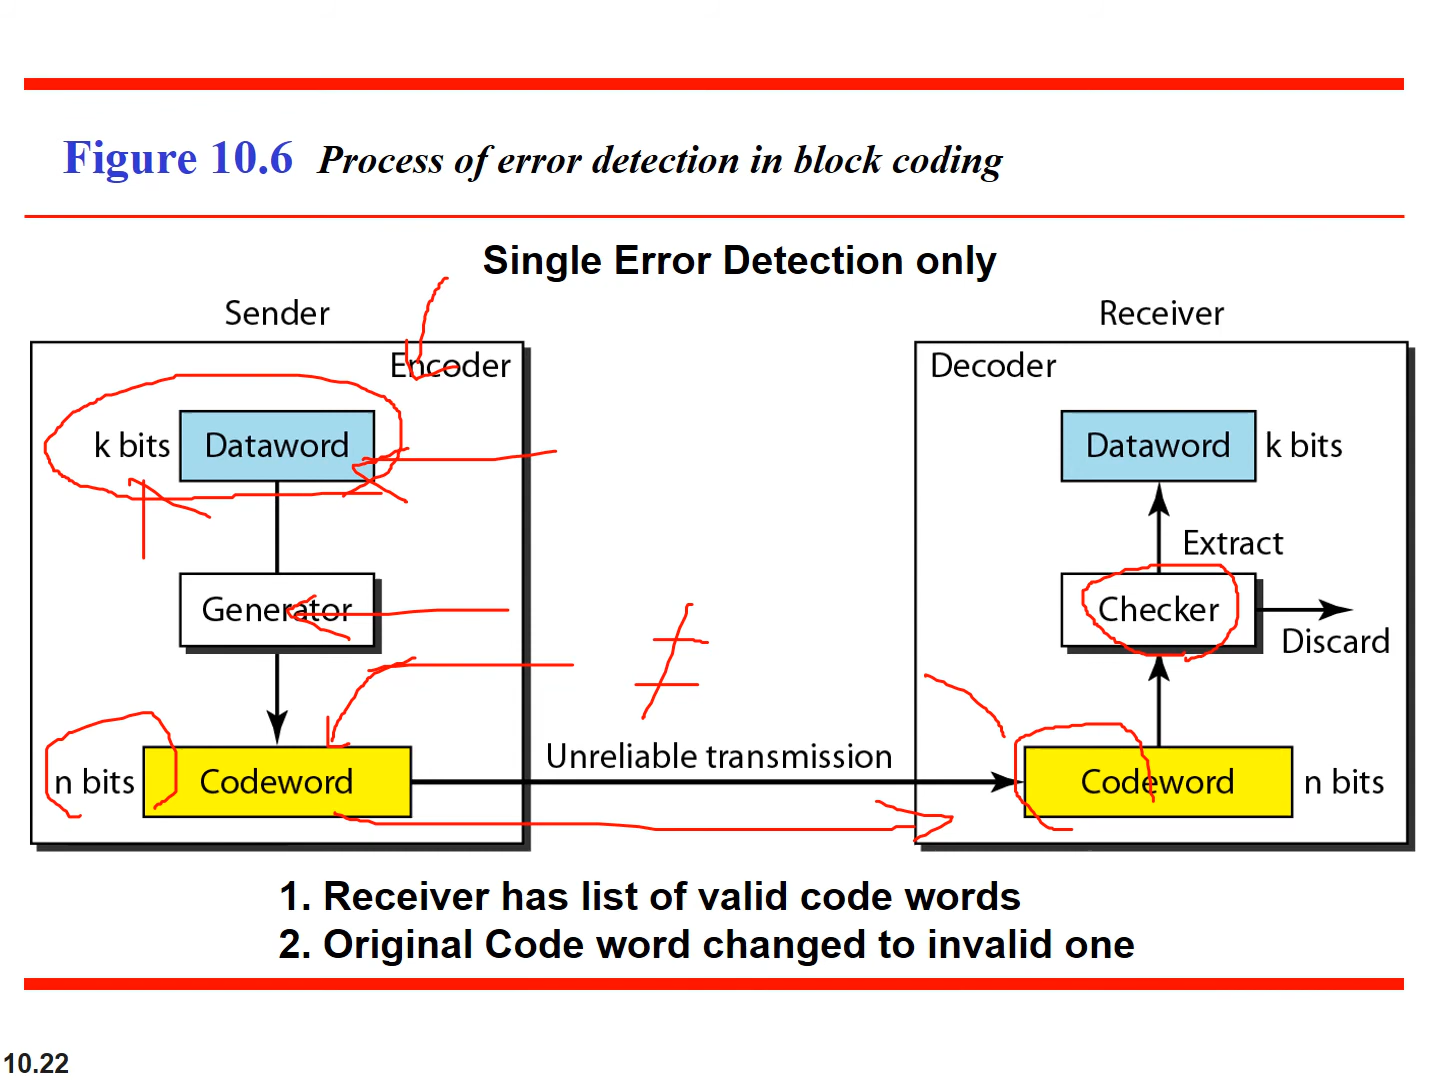 Figure 10.6 Process of error detection in block coding
Single Error Detection only
Sender
Receiver
Encoder
Decoder
k bits
Dataword
Dataword
k bits
Extract
Generator
Checker
Discard
≠
Unreliable transmission
n bits
Codeword
Codeword
n bits
1. Receiver has list of valid code words
2. Original Code word changed to invalid one
10.22